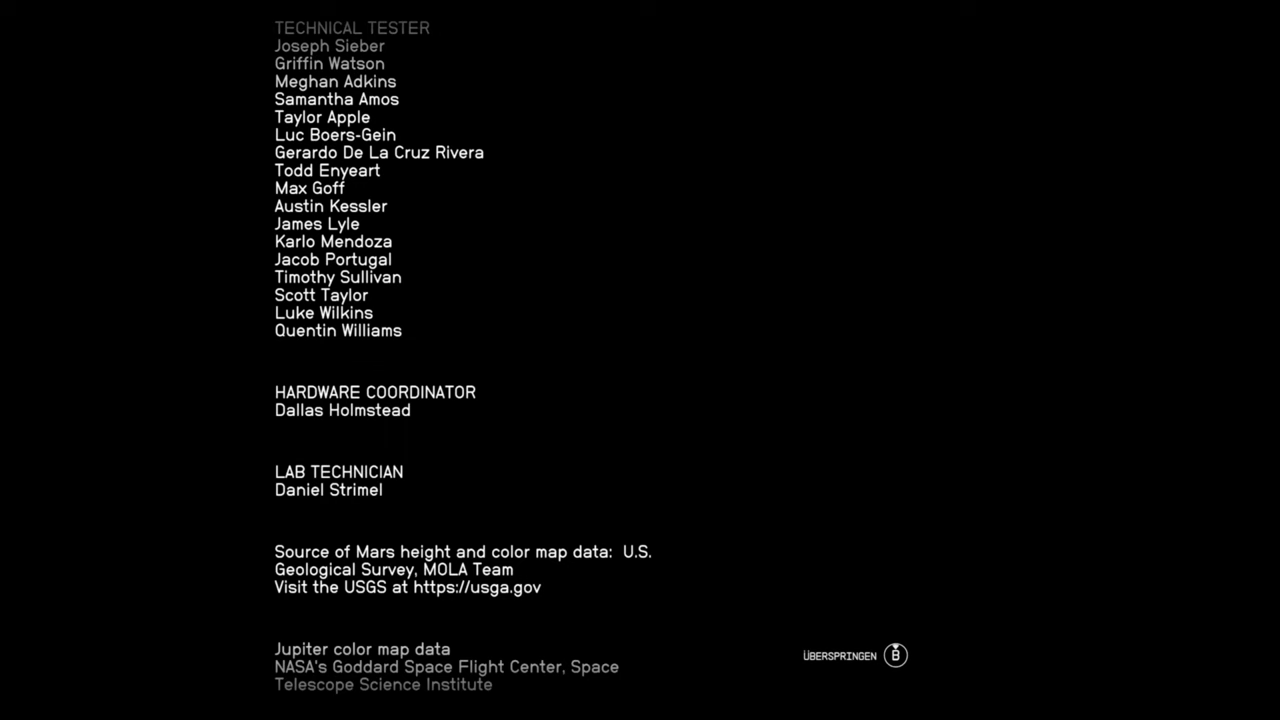 TECHNICAL TESTER
Joseph Sieber
Griffin Watson
Meghan Adkins
Samantha Amos
Taylor Apple
Luc Boers-Gein
Gerardo De La Cruz Rivera
Todd Enyeart
Max Goff
Austin Kessler
James Lyle
Karlo Mendoza
Jacob Portugal
Timothy Sullivan
Scott Taylor
Luke Wilkins
Quentin Williams
HARDWARE COORDINATOR
Dallas Holmstead
LAB TECHNICIAN
Daniel Strimel
Source of Mars height and color map data:  U.S.
Geological Survey, MOLA Team
Visit the USGS at https://usga.gov
Jupiter color map data
NASA's Goddard Space Flight Center, Space
Telescope Science Institute
ÜBERSPRINGEN B